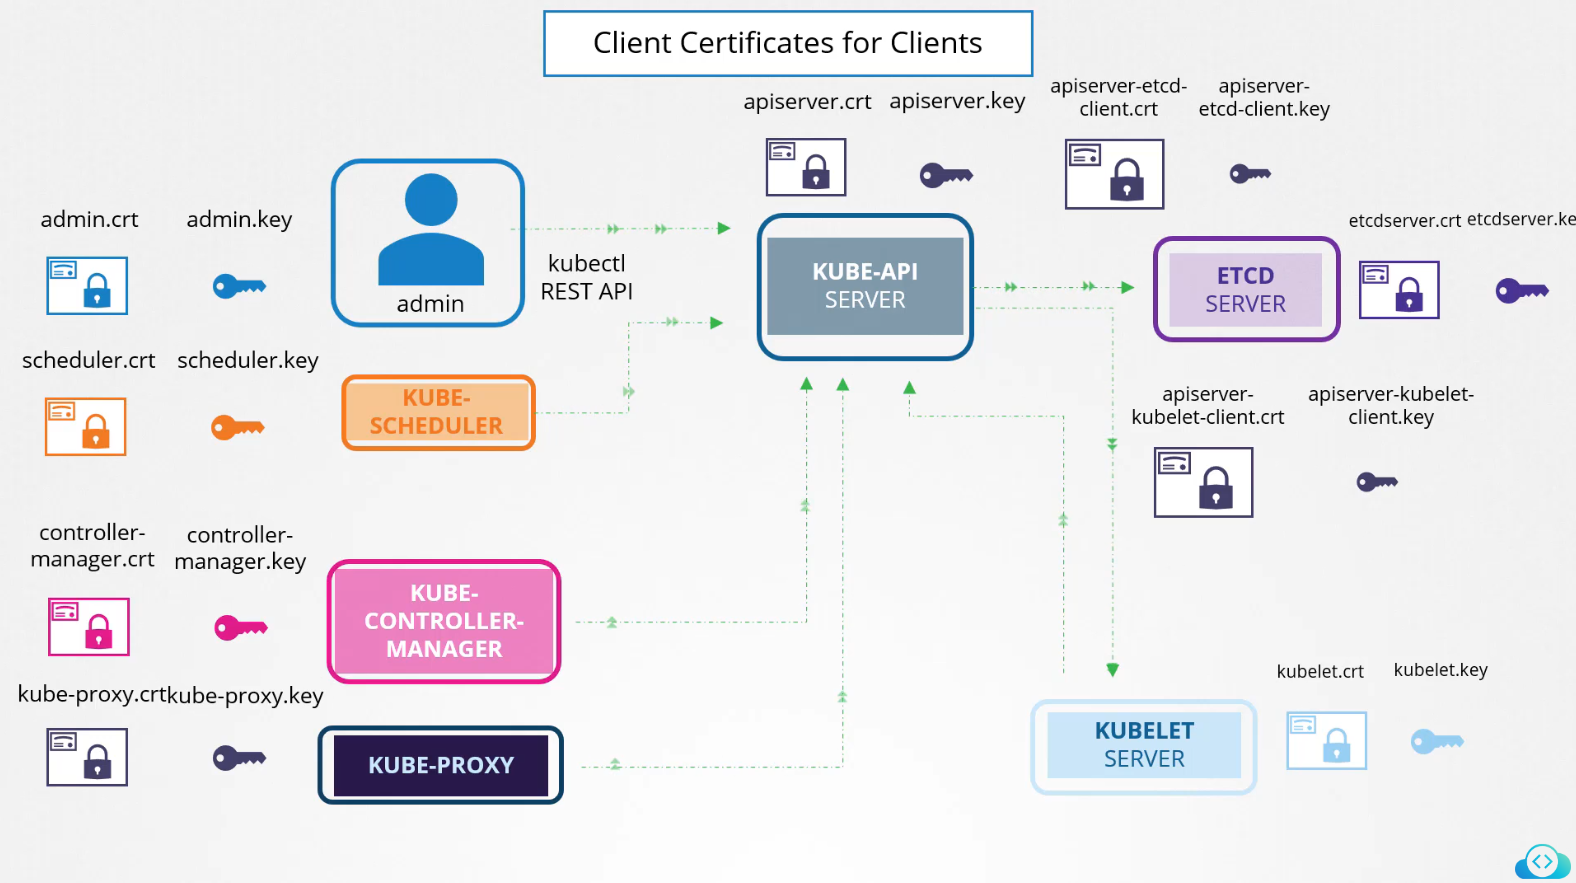 Client Certificates for Clients
apiserver.crt
apiserver.key
apiserver-etcd-
client.crt
apiserver-
etcd-client.key
admin.crt
admin.key
admin
kubectl
REST API
KUBE-API
SERVER
ETCD
SERVER
etcdserver.crt
etcdserver.ke
scheduler.crt
scheduler.key
KUBE-
SCHEDULER
apiserver-
kubelet-client.crt
apiserver-kubelet-
client.key
controller-
manager.crt
controller-
manager.key
KUBE-
CONTROLLER-
MANAGER
kube-proxy.crt
kube-proxy.key
KUBE-PROXY
KUBELET
SERVER
kubelet.crt
kubelet.key